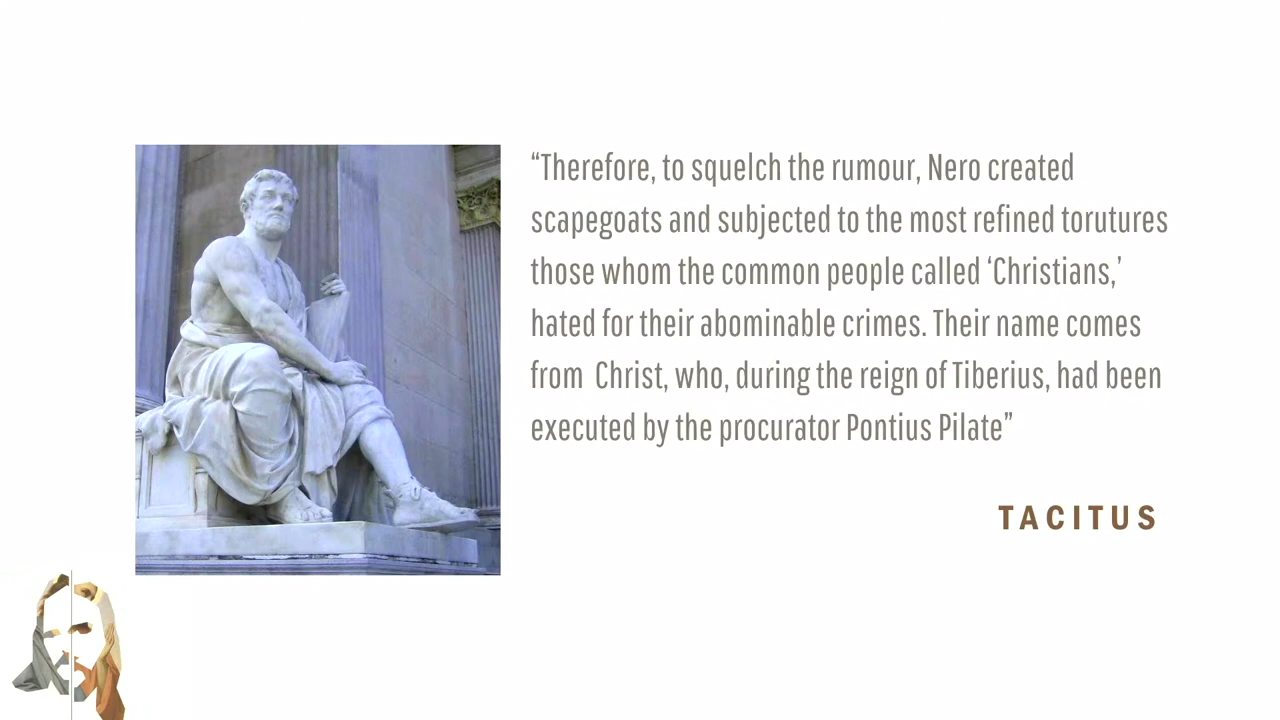 “Therefore, to squelch the rumour, Nero created
scapegoats and subjected to the most refined torutures
those whom the common people called ‘Christians,’
hated for their abominable crimes. Their name comes
from  Christ, who, during the reign of Tiberius, had been
executed by the procurator Pontius Pilate”
TACITUS